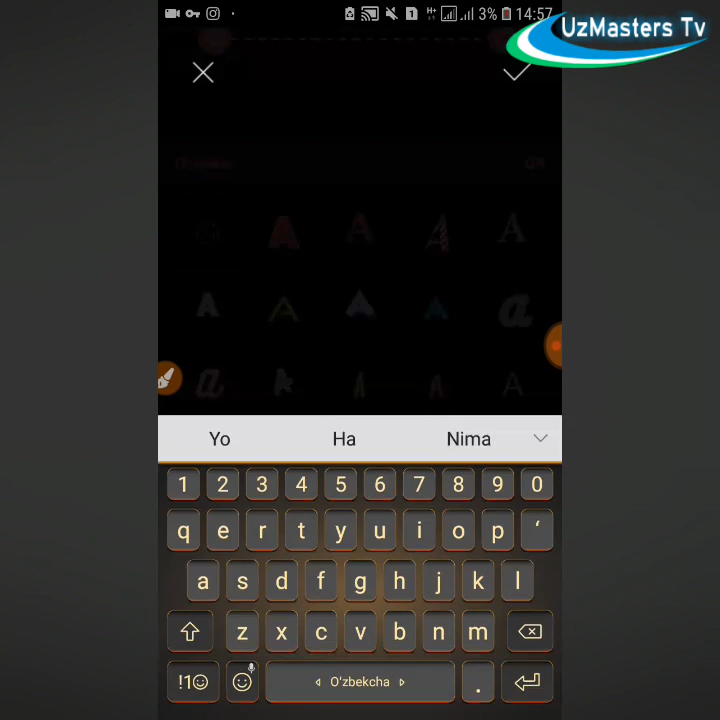 3% 14:57
UzMasters Tv
A A A A
A A A A a
a k A A A
Yo Ha Nima
1 2 3 4 5 6 7 8 9 0
q e r t y u i o p ‘
a s d f g h j k l
z x c v b n m
!1☺ O‘zbekcha .